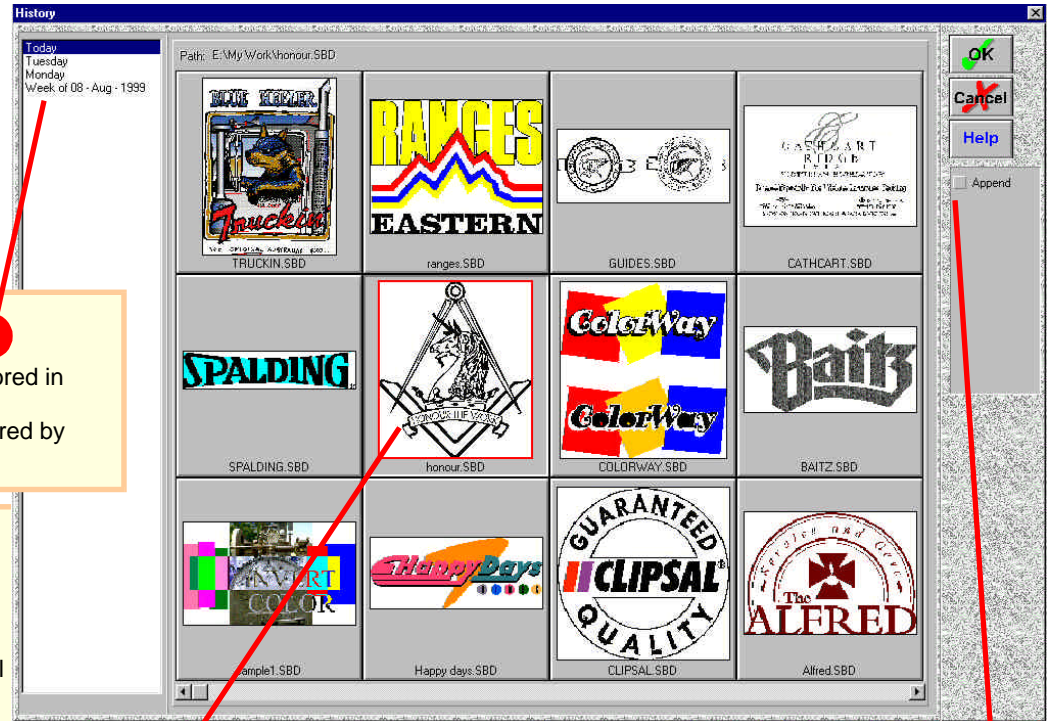 History
Today
Tuesday
Monday
Week of 08 - Aug - 1999
Path: E:\My Work\honour.SBD
OK
Cancel
Help
Append
BLUE HEELER
Truckin'
TRUCKIN.SBD
RANGES
EASTERN
ranges.SBD
GUIDES.SBD
CATHCART
RIDGE
CATHCART.SBD
SPALDING
SPALDING.SBD
HONOUR THE WORK
honour.SBD
ColorWay
ColorWay
COLORWAY.SBD
Baitz
BAITZ.SBD
INVERT
COLOR
ample1.SBD
HappyDays
Happy days.SBD
GUARANTEED
CLIPSAL
QUALITY
CLIPSAL.SBD
The
ALFRED
Alfred.SBD
ored in
red by